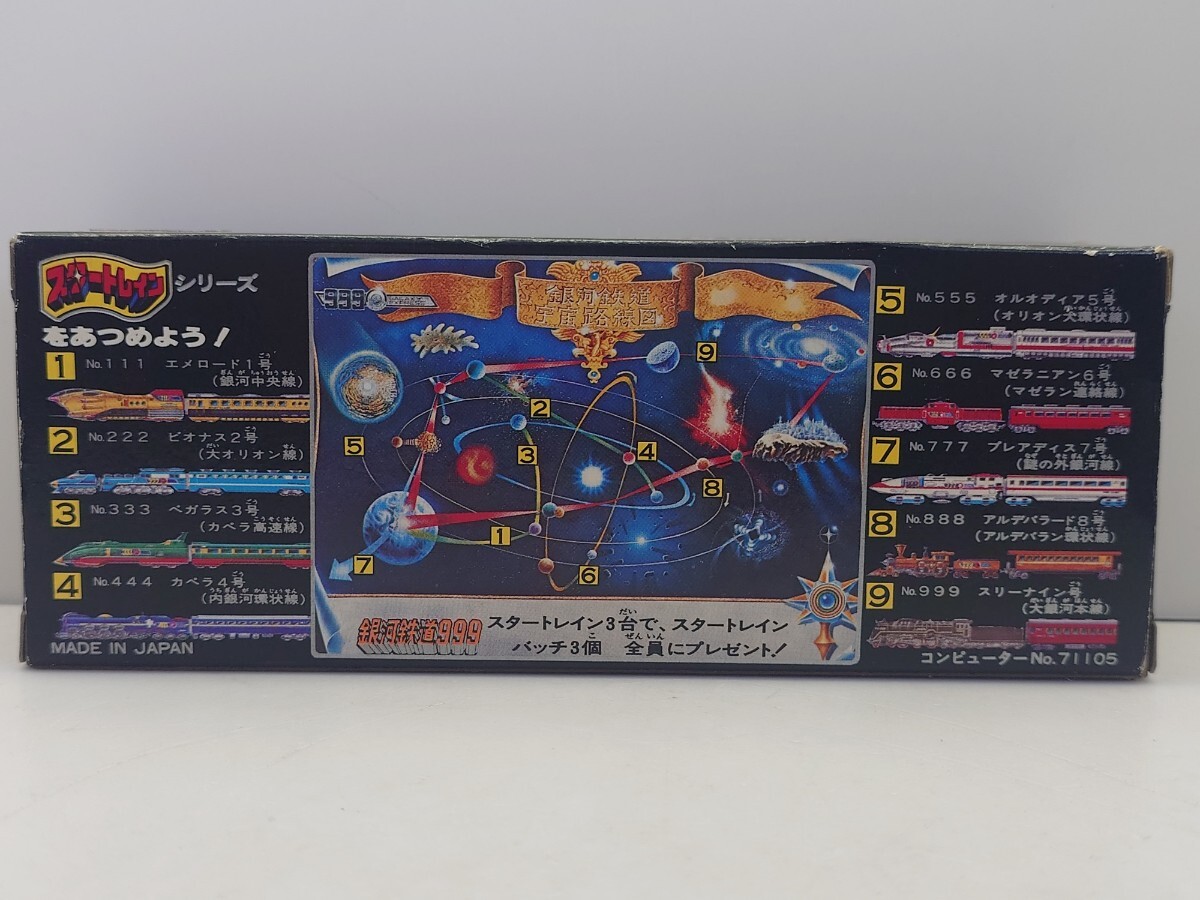 スタートレインシリーズ
をあつめよう！
1 No.111 エメロード1号
（銀河中央線）
2 No.222 ビオナス2号
（大オリオン線）
3 No.333 ペガラス3号
（カペラ高速線）
4 No.444 カペラ4号
（内銀河環状線）
MADE IN JAPAN
999
銀河鉄道
宇宙路線図
9
2
5
3
4
8
1
7
6
銀河鉄道999
スタートレイン3台で、スタートレイン
バッチ3個 全員にプレゼント！
5 No.555 オルオディア5号
（オリオン大環状線）
6 No.666 マゼラニアン6号
（マゼラン連絡線）
7 No.777 プレアディス7号
（謎の外銀河線）
8 No.888 アルデバラード8号
（アルデバラン環状線）
9 No.999 スリーナイン号
（大銀河本線）
コンピューターNo.71105